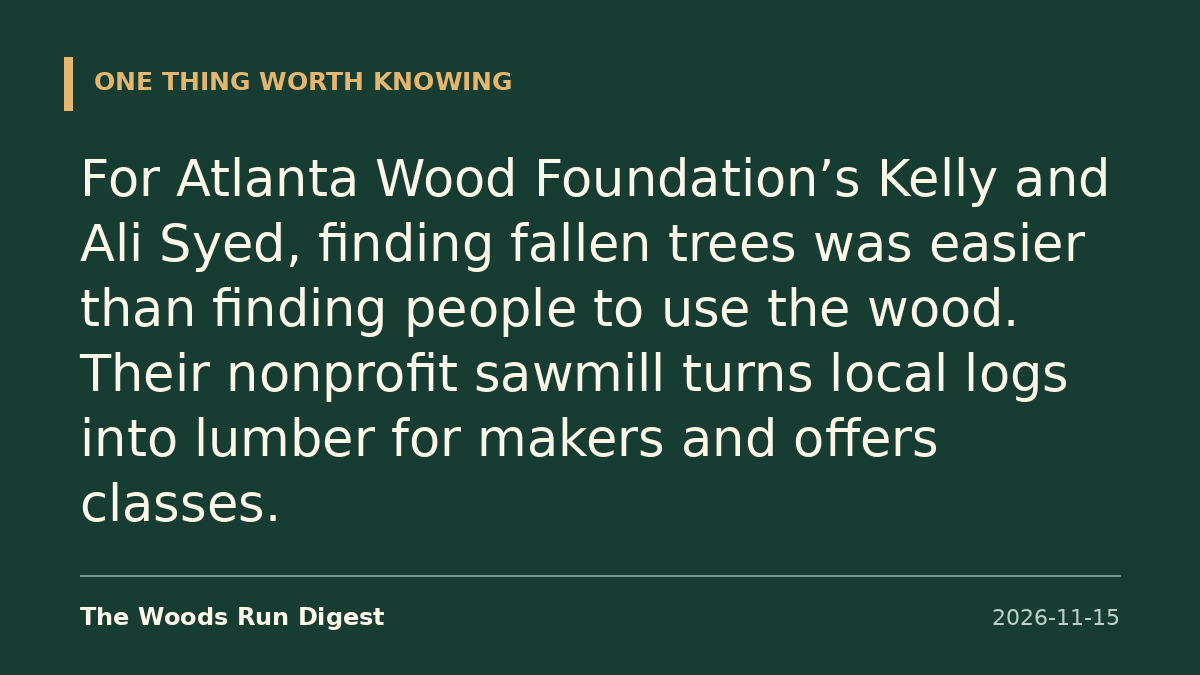 ONE THING WORTH KNOWING
For Atlanta Wood Foundation’s Kelly and
Ali Syed, finding fallen trees was easier
than finding people to use the wood.
Their nonprofit sawmill turns local logs
into lumber for makers and offers
classes.
The Woods Run Digest
2026-11-15